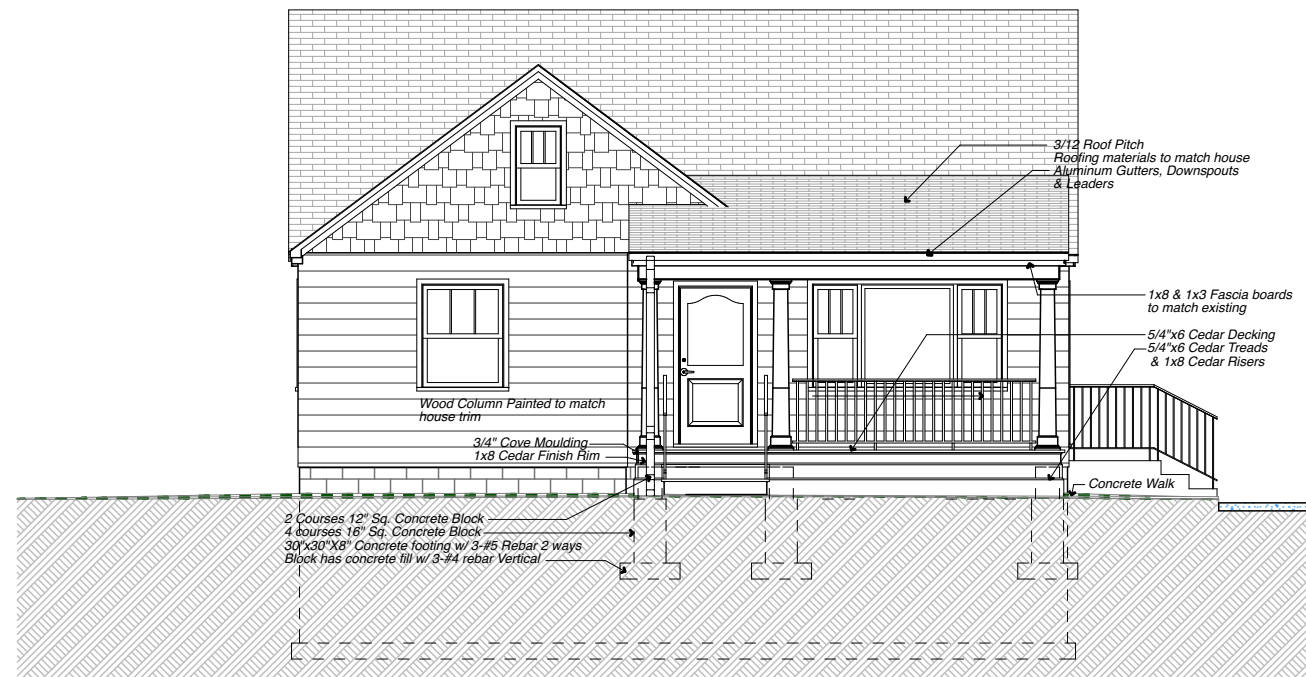 3/12 Roof Pitch
Roofing materials to match house
Aluminum Gutters, Downspouts
& Leaders
1x8 & 1x3 Fascia boards
to match existing
5/4"x6 Cedar Decking
5/4"x6 Cedar Treads
& 1x8 Cedar Risers
Wood Column Painted to match
house trim
3/4" Cove Moulding
1x8 Cedar Finish Rim
Concrete Walk
2 Courses 12" Sq. Concrete Block
4 courses 16" Sq. Concrete Block
30"x30"X8" Concrete footing w/ 3-#5 Rebar 2 ways
Block has concrete fill w/ 3-#4 rebar Vertical